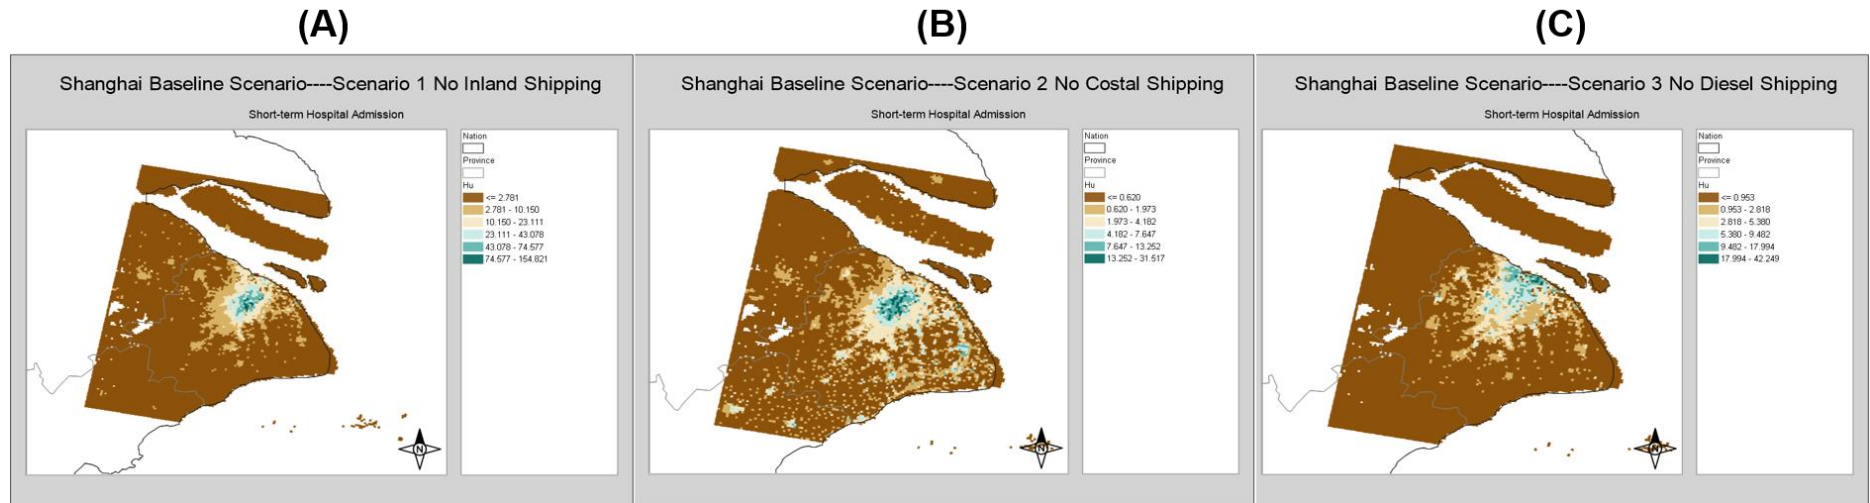 (A)
Shanghai Baseline Scenario----Scenario 1 No Inland Shipping
Short-term Hospital Admission
Nation
Province
Hu
<= 2.781
2.781 - 10.150
10.150 - 23.111
23.111 - 43.078
43.078 - 74.577
74.577 - 154.821
N
(B)
Shanghai Baseline Scenario----Scenario 2 No Costal Shipping
Short-term Hospital Admission
Nation
Province
Hu
<= 0.620
0.620 - 1.973
1.973 - 4.182
4.182 - 7.647
7.647 - 13.252
13.252 - 31.517
N
(C)
Shanghai Baseline Scenario----Scenario 3 No Diesel Shipping
Short-term Hospital Admission
Nation
Province
Hu
<= 0.953
0.953 - 2.818
2.818 - 5.380
5.380 - 9.482
9.482 - 17.994
17.994 - 42.249
N